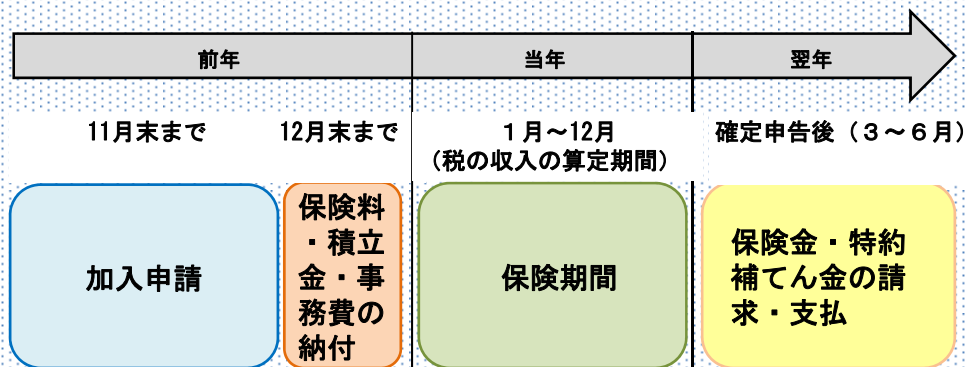 前年
当年
翌年
11月末まで
12月末まで
１月～12月
（税の収入の算定期間）
確定申告後（３～６月）
加入申請
保険料
・積立
金・事
務費の
納付
保険期間
保険金・特約
補てん金の請
求・支払